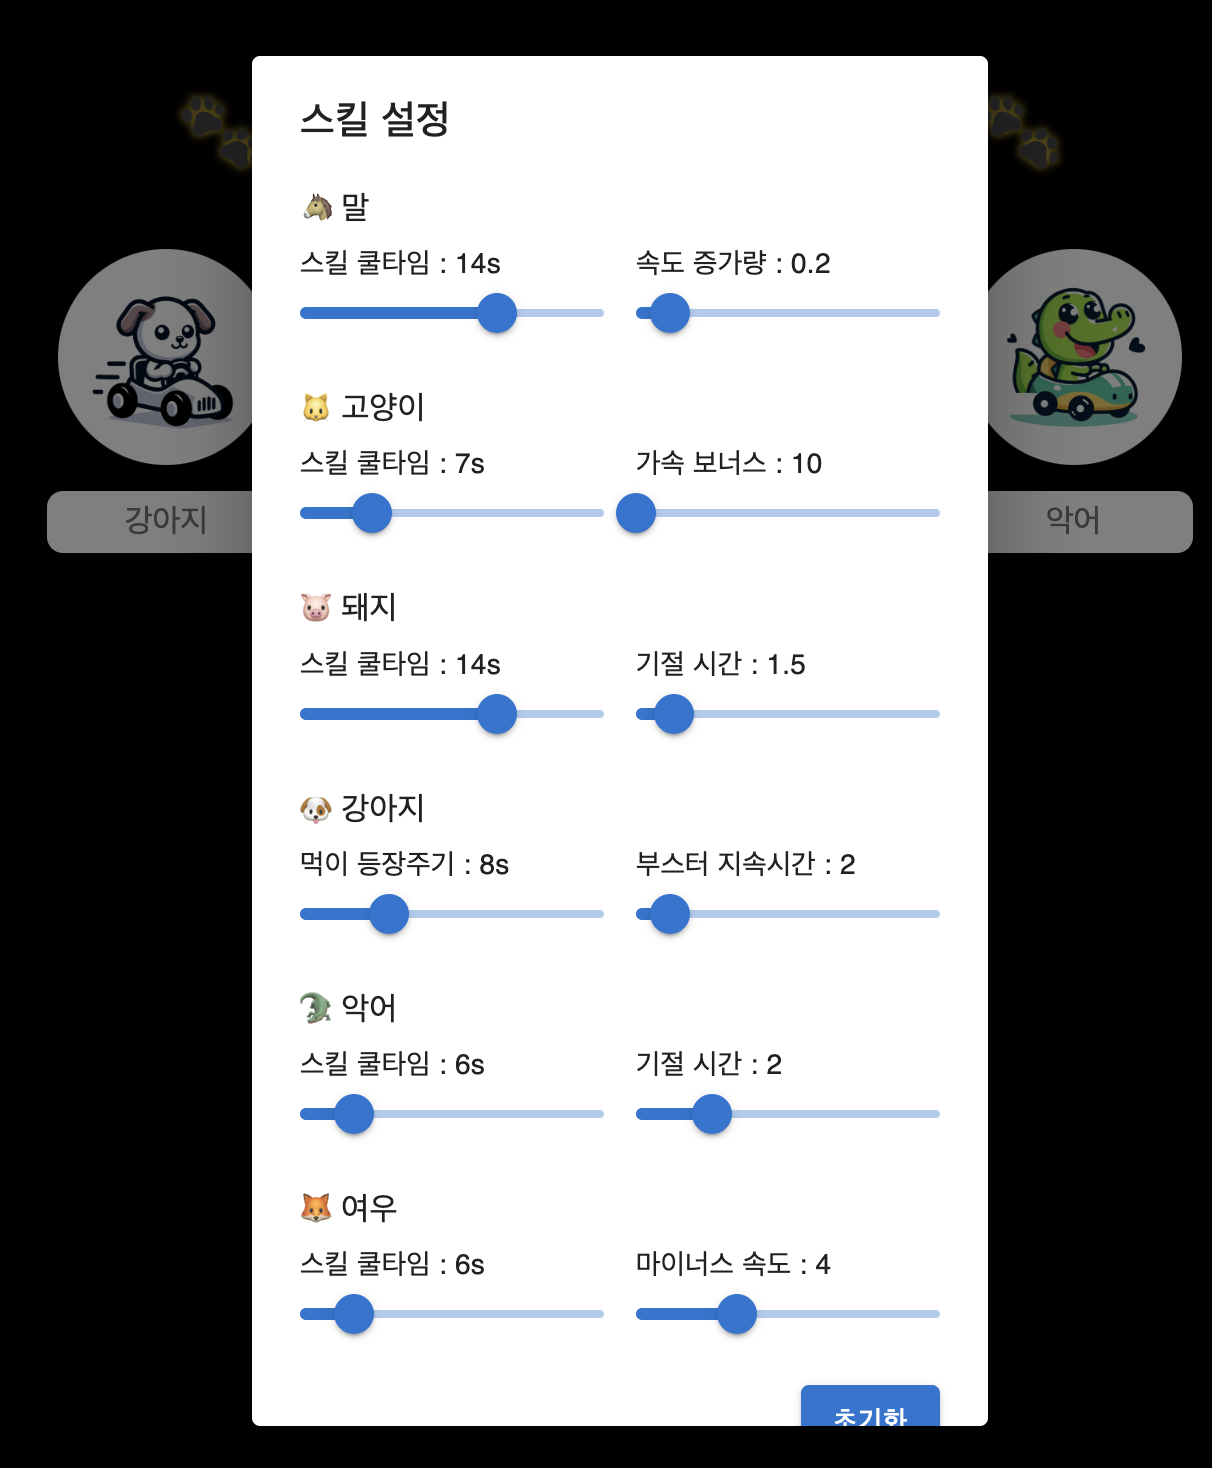 스킬 설정
말
스킬 쿨타임 : 14s
속도 증가량 : 0.2
고양이
스킬 쿨타임 : 7s
가속 보너스 : 10
돼지
스킬 쿨타임 : 14s
기절 시간 : 1.5
강아지
먹이 등장주기 : 8s
부스터 지속시간 : 2
악어
스킬 쿨타임 : 6s
기절 시간 : 2
여우
스킬 쿨타임 : 6s
마이너스 속도 : 4
초기화
강아지
악어